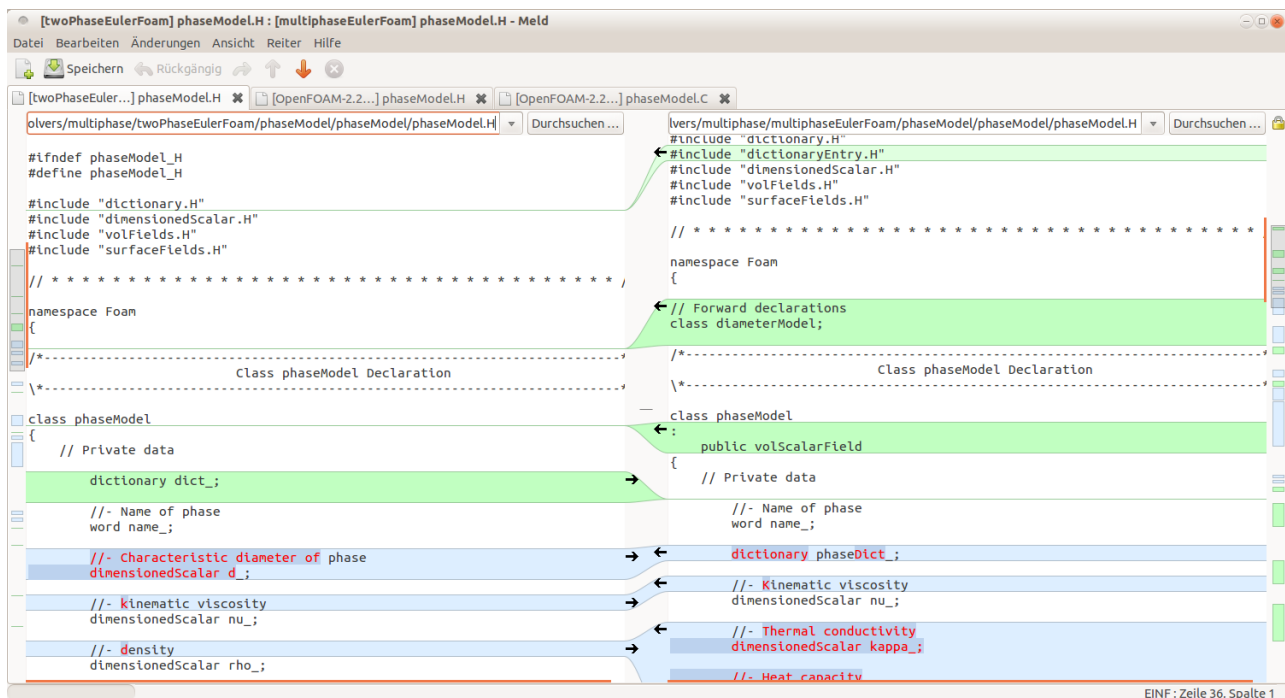 [twoPhaseEulerFoam] phaseModel.H : [multiphaseEulerFoam] phaseModel.H - Meld
Datei Bearbeiten Änderungen Ansicht Reiter Hilfe
Speichern Rückgängig
[twoPhaseEuler...] phaseModel.H [OpenFOAM-2.2...] phaseModel.H [OpenFOAM-2.2...] phaseModel.C
olvers/multiphase/twoPhaseEulerFoam/phaseModel/phaseModel/phaseModel.H Durchsuchen ...
#ifndef phaseModel_H
#define phaseModel_H
#include "dictionary.H"
#include "dimensionedScalar.H"
#include "volFields.H"
#include "surfaceFields.H"
// * * * * * * * * * * * * * * * * * * * * * * * * * * * * * * * * * * * * * /
namespace Foam
{
/*---------------------------------------------------------------------------*
Class phaseModel Declaration
\*---------------------------------------------------------------------------*
class phaseModel
{
// Private data
dictionary dict_;
//- Name of phase
word name_;
//- Characteristic diameter of phase
dimensionedScalar d_;
//- kinematic viscosity
dimensionedScalar nu_;
//- density
dimensionedScalar rho_;
lvers/multiphase/multiphaseEulerFoam/phaseModel/phaseModel/phaseModel.H Durchsuchen ...
#include "dictionary.H"
#include "dictionaryEntry.H"
#include "dimensionedScalar.H"
#include "volFields.H"
#include "surfaceFields.H"
// * * * * * * * * * * * * * * * * * * * * * * * * * * * * * * * * * * * * *
namespace Foam
{
// Forward declarations
class diameterModel;
/*---------------------------------------------------------------------------*
Class phaseModel Declaration
\*---------------------------------------------------------------------------*
class phaseModel
:
public volScalarField
{
// Private data
//- Name of phase
word name_;
dictionary phaseDict_;
//- Kinematic viscosity
dimensionedScalar nu_;
//- Thermal conductivity
dimensionedScalar kappa_;
//- Heat capacity
EINF : Zeile 36, Spalte 1